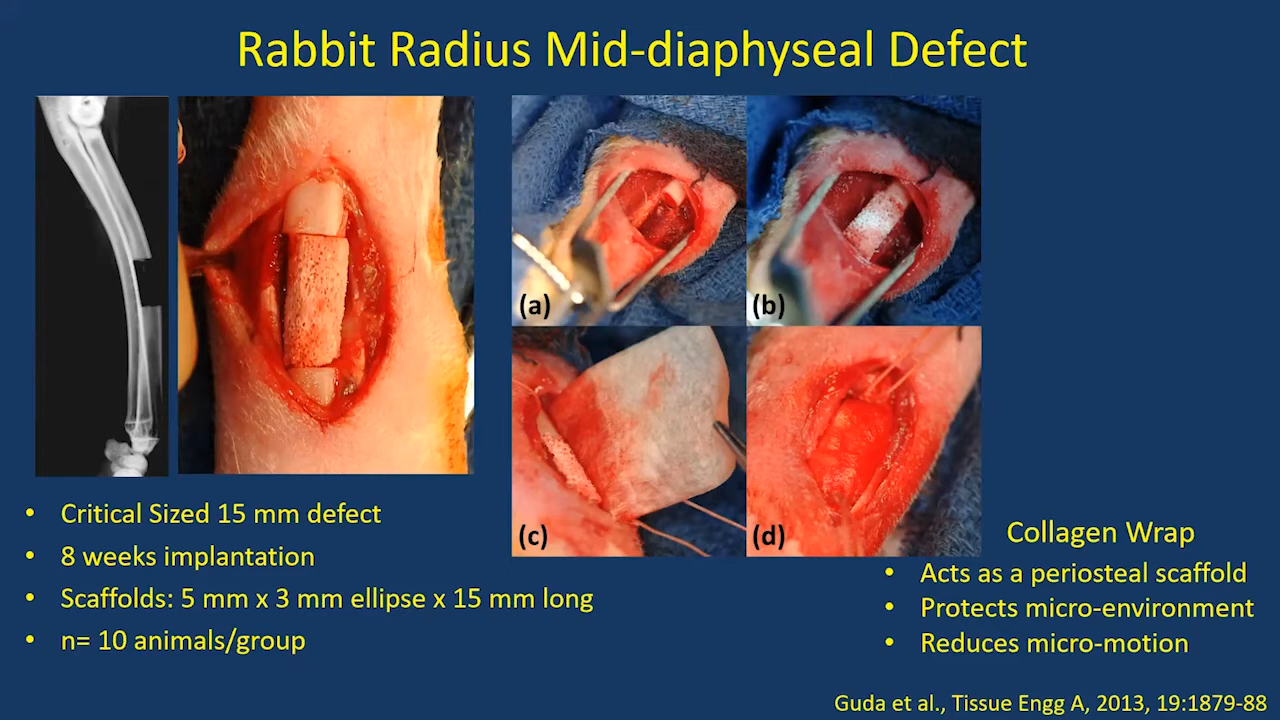 Rabbit Radius Mid-diaphyseal Defect
(a)
(b)
(c)
(d)
• Critical Sized 15 mm defect
• 8 weeks implantation
• Scaffolds: 5 mm x 3 mm ellipse x 15 mm long
• n= 10 animals/group
Collagen Wrap
• Acts as a periosteal scaffold
• Protects micro-environment
• Reduces micro-motion
Guda et al., Tissue Engg A, 2013, 19:1879-88